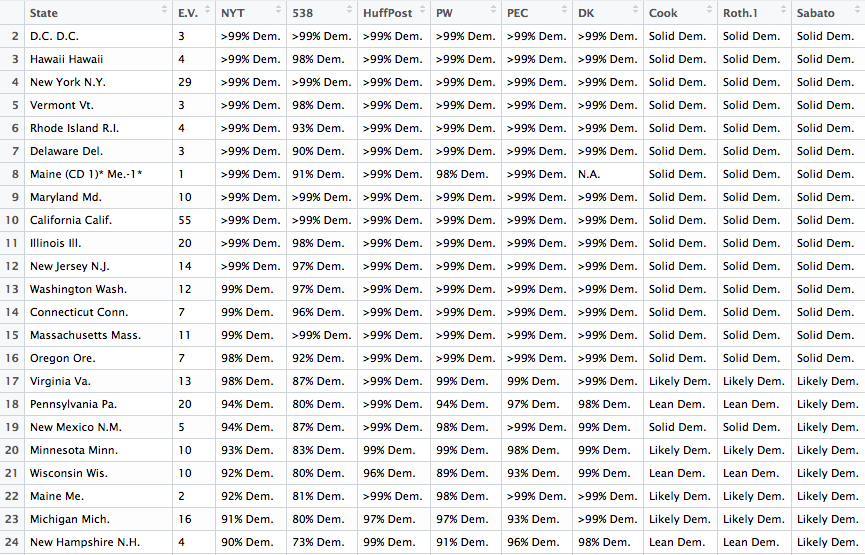 State E.V. NYT 538 HuffPost PW PEC DK Cook Roth.1 Sabato
2 D.C. D.C. 3 >99% Dem. >99% Dem. >99% Dem. >99% Dem. >99% Dem. >99% Dem. Solid Dem. Solid Dem. Solid Dem.
3 Hawaii Hawaii 4 >99% Dem. 98% Dem. >99% Dem. >99% Dem. >99% Dem. >99% Dem. Solid Dem. Solid Dem. Solid Dem.
4 New York N.Y. 29 >99% Dem. >99% Dem. >99% Dem. >99% Dem. >99% Dem. >99% Dem. Solid Dem. Solid Dem. Solid Dem.
5 Vermont Vt. 3 >99% Dem. 98% Dem. >99% Dem. >99% Dem. >99% Dem. >99% Dem. Solid Dem. Solid Dem. Solid Dem.
6 Rhode Island R.I. 4 >99% Dem. 93% Dem. >99% Dem. >99% Dem. >99% Dem. >99% Dem. Solid Dem. Solid Dem. Solid Dem.
7 Delaware Del. 3 >99% Dem. 90% Dem. >99% Dem. >99% Dem. >99% Dem. >99% Dem. Solid Dem. Solid Dem. Solid Dem.
8 Maine (CD 1)* Me.-1* 1 >99% Dem. 91% Dem. >99% Dem. 98% Dem. >99% Dem. N.A. Solid Dem. Solid Dem. Solid Dem.
9 Maryland Md. 10 >99% Dem. >99% Dem. >99% Dem. >99% Dem. >99% Dem. >99% Dem. Solid Dem. Solid Dem. Solid Dem.
10 California Calif. 55 >99% Dem. >99% Dem. >99% Dem. >99% Dem. >99% Dem. >99% Dem. Solid Dem. Solid Dem. Solid Dem.
11 Illinois Ill. 20 >99% Dem. 98% Dem. >99% Dem. >99% Dem. >99% Dem. >99% Dem. Solid Dem. Solid Dem. Solid Dem.
12 New Jersey N.J. 14 >99% Dem. 97% Dem. >99% Dem. >99% Dem. >99% Dem. >99% Dem. Solid Dem. Solid Dem. Solid Dem.
13 Washington Wash. 12 99% Dem. 97% Dem. >99% Dem. >99% Dem. >99% Dem. >99% Dem. Solid Dem. Solid Dem. Solid Dem.
14 Connecticut Conn. 7 99% Dem. 96% Dem. >99% Dem. >99% Dem. >99% Dem. >99% Dem. Solid Dem. Solid Dem. Solid Dem.
15 Massachusetts Mass. 11 99% Dem. >99% Dem. >99% Dem. >99% Dem. >99% Dem. >99% Dem. Solid Dem. Solid Dem. Solid Dem.
16 Oregon Ore. 7 98% Dem. 92% Dem. >99% Dem. >99% Dem. >99% Dem. >99% Dem. Solid Dem. Solid Dem. Solid Dem.
17 Virginia Va. 13 98% Dem. 87% Dem. >99% Dem. 99% Dem. 99% Dem. >99% Dem. Likely Dem. Likely Dem. Likely Dem.
18 Pennsylvania Pa. 20 94% Dem. 80% Dem. >99% Dem. 94% Dem. 97% Dem. 98% Dem. Lean Dem. Lean Dem. Likely Dem.
19 New Mexico N.M. 5 94% Dem. 87% Dem. >99% Dem. 98% Dem. >99% Dem. 99% Dem. Solid Dem. Solid Dem. Likely Dem.
20 Minnesota Minn. 10 93% Dem. 83% Dem. 99% Dem. 99% Dem. 98% Dem. 99% Dem. Likely Dem. Likely Dem. Likely Dem.
21 Wisconsin Wis. 10 92% Dem. 80% Dem. 96% Dem. 89% Dem. 93% Dem. 99% Dem. Lean Dem. Lean Dem. Likely Dem.
22 Maine Me. 2 92% Dem. 81% Dem. >99% Dem. 98% Dem. >99% Dem. >99% Dem. Likely Dem. Likely Dem. Likely Dem.
23 Michigan Mich. 16 91% Dem. 80% Dem. 97% Dem. 97% Dem. 93% Dem. >99% Dem. Likely Dem. Likely Dem. Likely Dem.
24 New Hampshire N.H. 4 90% Dem. 73% Dem. 99% Dem. 91% Dem. 96% Dem. 98% Dem. Lean Dem. Lean Dem. Likely Dem.